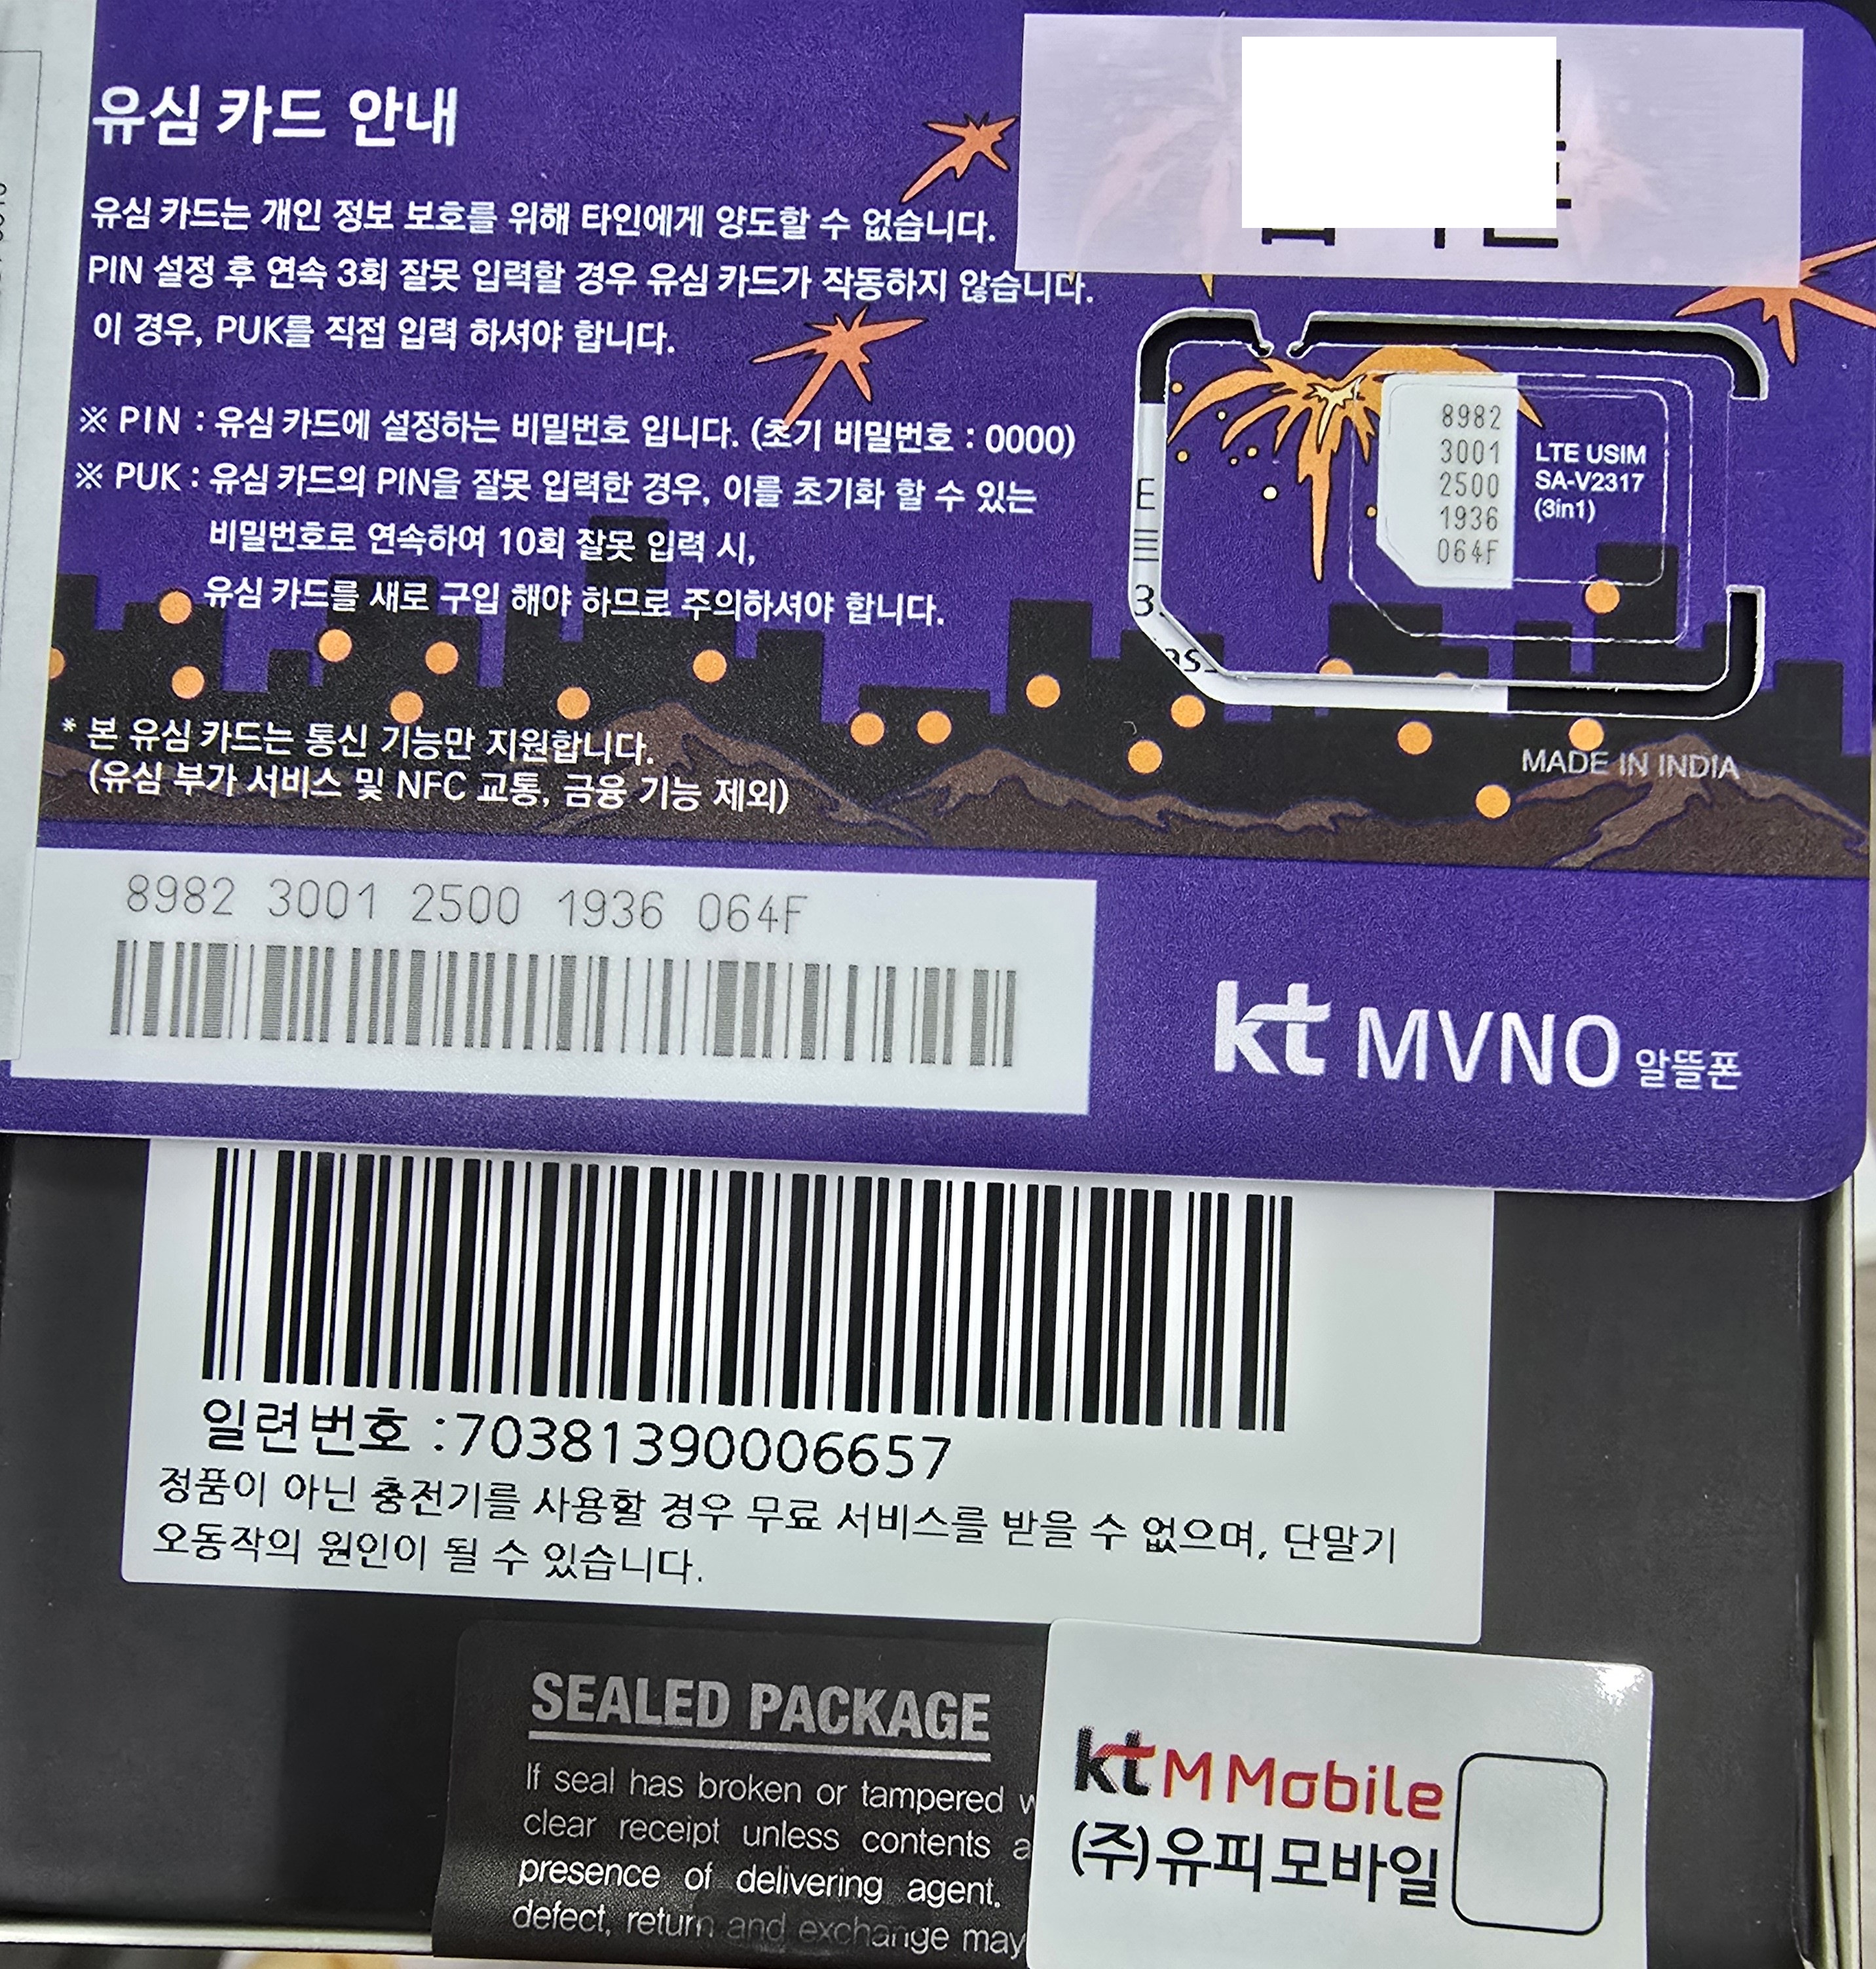 유심 카드 안내
유심 카드는 개인 정보 보호를 위해 타인에게 양도할 수 없습니다.
PIN 설정 후 연속 3회 잘못 입력할 경우 유심 카드가 작동하지 않습니다.
이 경우, PUK를 직접 입력 하셔야 합니다.
※ PIN : 유심 카드에 설정하는 비밀번호 입니다. (초기 비밀번호 : 0000)
※ PUK : 유심 카드의 PIN을 잘못 입력한 경우, 이를 초기화 할 수 있는
비밀번호로 연속하여 10회 잘못 입력 시,
유심 카드를 새로 구입 해야 하므로 주의하셔야 합니다.
* 본 유심 카드는 통신 기능만 지원합니다.
(유심 부가 서비스 및 NFC 교통, 금융 기능 제외)
8982
3001
2500
1936
064F
LTE USIM
SA-V2317
(3in1)
MADE IN INDIA
8982 3001 2500 1936 064F
kt MVNO 알뜰폰
일련번호 :70381390006657
정품이 아닌 충전기를 사용할 경우 무료 서비스를 받을 수 없으며, 단말기
오동작의 원인이 될 수 있습니다.
SEALED PACKAGE
If seal has broken or tampered
clear receipt unless contents
presence of delivering agent.
defect, return and exchange may
kt M Mobile
(주)유피모바일